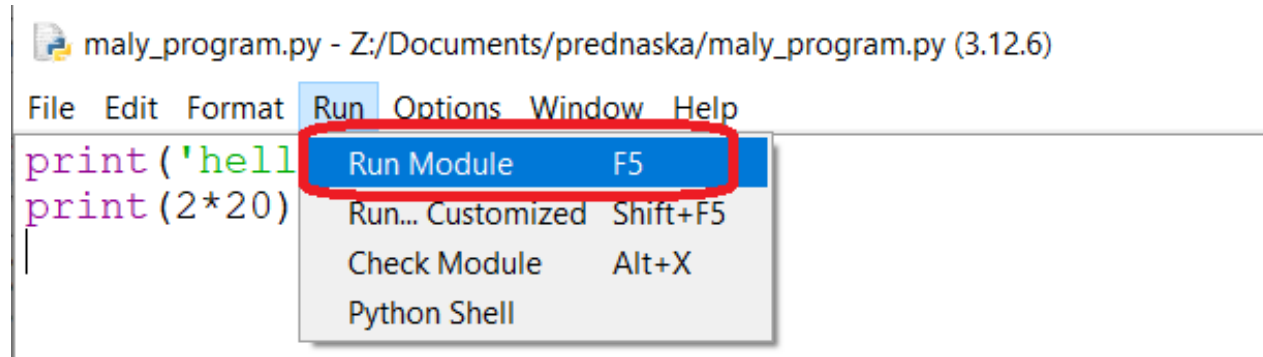 maly_program.py - Z:/Documents/prednaska/maly_program.py (3.12.6)
File Edit Format Run Options Window Help
print('hell
print(2*20)
Run Module F5
Run... Customized Shift+F5
Check Module Alt+X
Python Shell